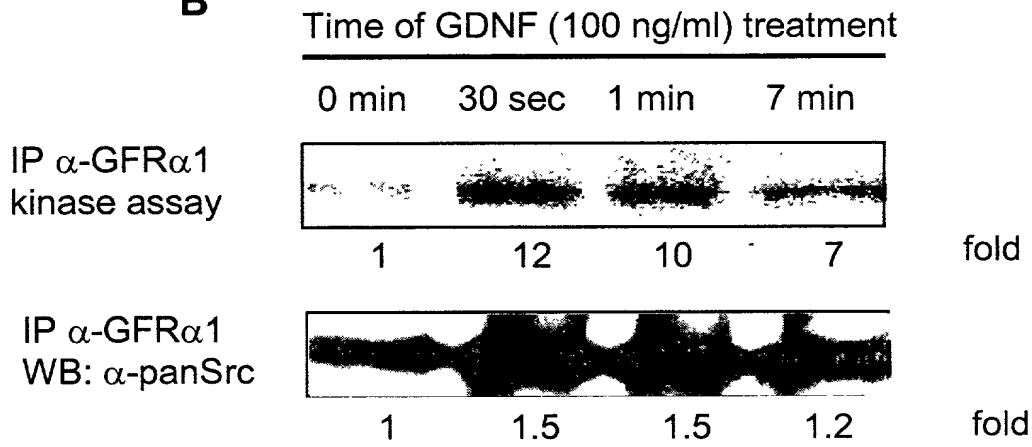 B
Time of GDNF (100 ng/ml) treatment
0 min 30 sec 1 min 7 min
IP α-GFRα1
kinase assay
1 12 10 7 fold
IP α-GFRα1
WB: α-panSrc
1 1.5 1.5 1.2 fold